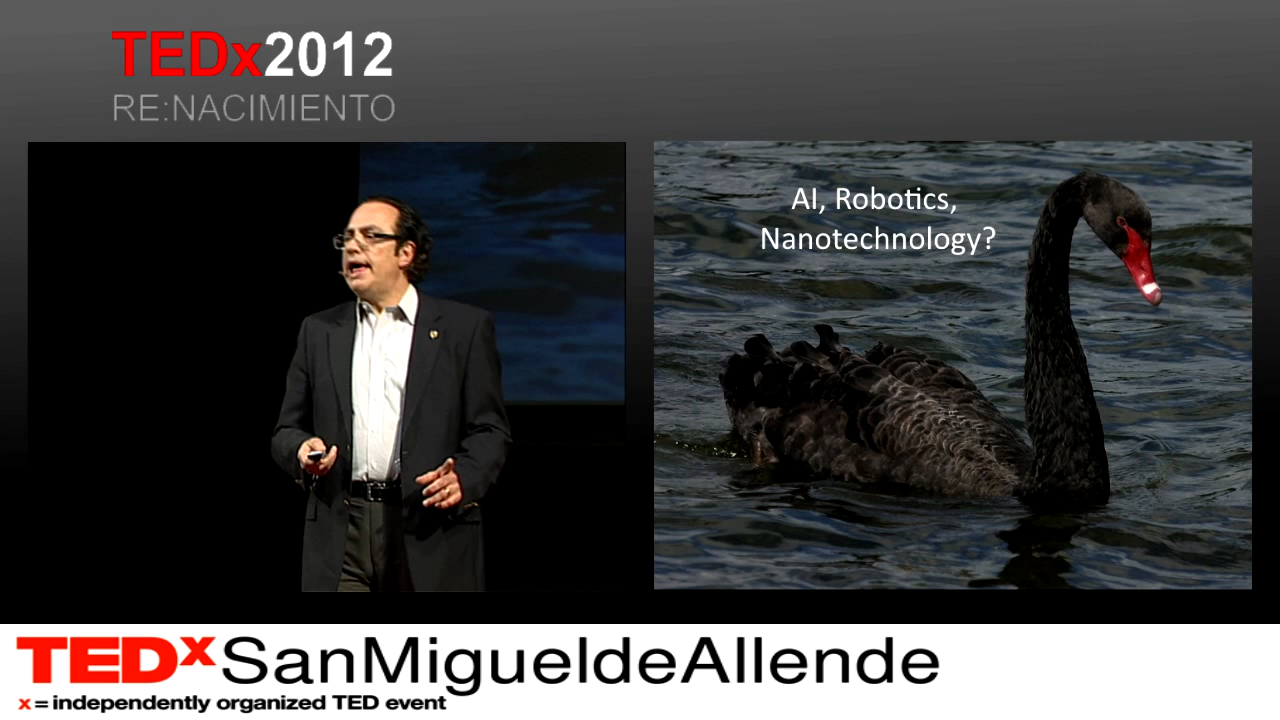 TEDx2012
RE:NACIMIENTO
AI, Robotics,
Nanotechnology?
TEDxSanMigueldeAllende
x = independently organized TED event